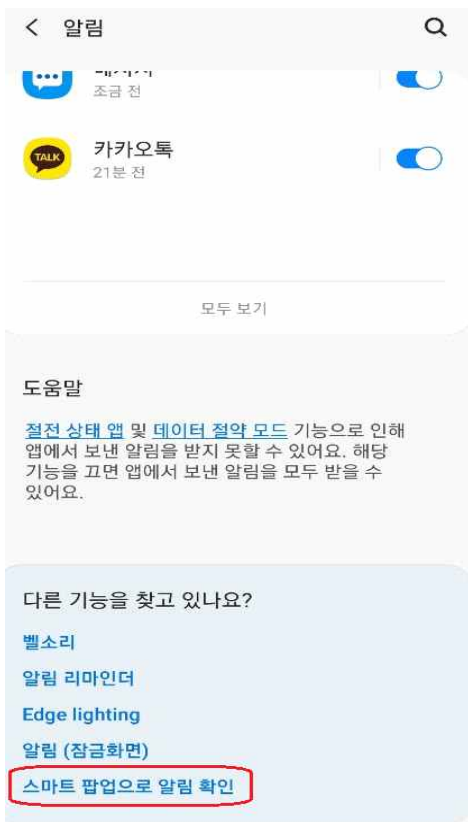 알림
조금 전
TALK
카카오톡
21분 전
모두 보기
도움말
절전 상태 앱 및 데이터 절약 모드 기능으로 인해
앱에서 보낸 알림을 받지 못할 수 있어요. 해당
기능을 끄면 앱에서 보낸 알림을 모두 받을 수
있어요.
다른 기능을 찾고 있나요?
벨소리
알림 리마인더
Edge lighting
알림 (잠금화면)
스마트 팝업으로 알림 확인